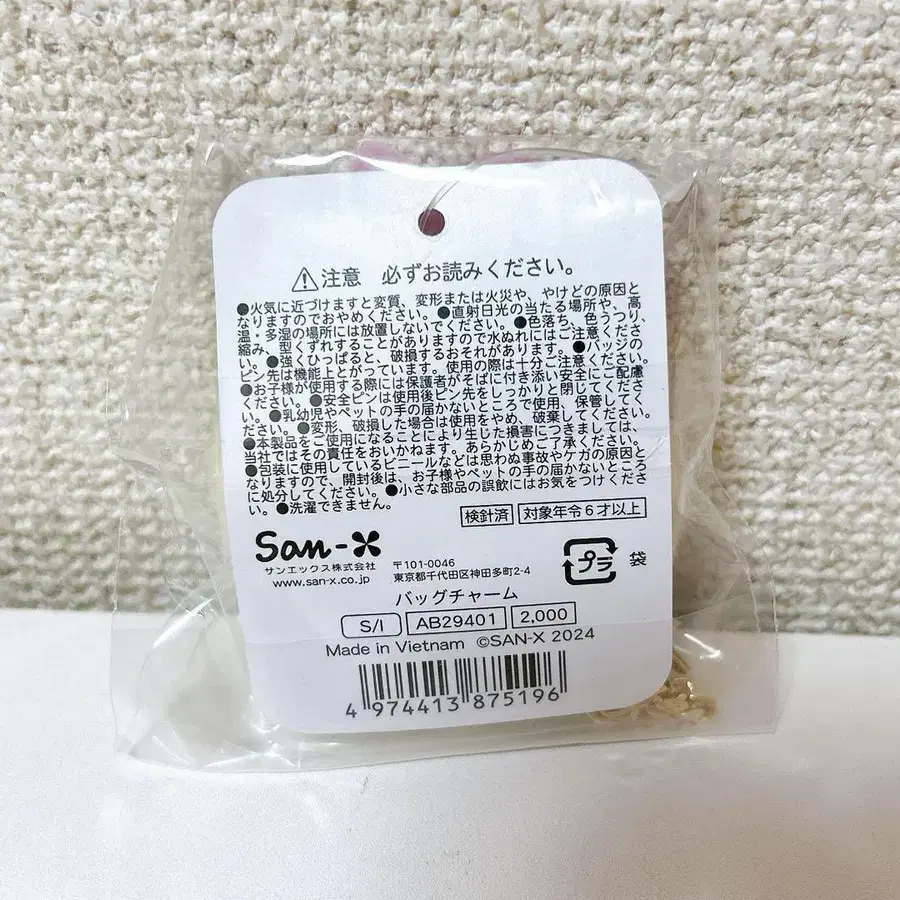 ⚠注意 必ずお読みください。
●火気に近づけますと変質、変形または火災や、やけどの原因と
なりますのでおやめください。●直射日光の当たる場所や、高
温・多湿の場所には放置しないでください。●色落ち、色うつり、
縮み、型くずれすることがありますので水ぬれにはご注意くださ
い。●強くひっぱると、破損するおそれがあります。●バッジの
ピン先は機能上とがっています。使用の際は十分ご注意ください。
●お子様が使用する際には保護者がそばに付き添い安全にご配慮
ください。●安全ピンは使用後ピン先をしっかりと閉じてくださ
い。●乳幼児やペットの手の届かないところで使用、保管してく
ださい。●変形、破損した場合は使用をやめ、破棄してください。
●本製品をご使用になることにより生じた損害につきましては、
当社ではその責任をおいかねます。あらかじめご了承ください。
●包装に使用しているビニールなどは思わぬ事故やケガの原因と
なりますので、開封後は、お子様やペットの手の届かないところ
に処分してください。●小さな部品の誤飲にはお気をつけくださ
い。●洗濯できません。
検針済 対象年令6才以上
San-X
サンエックス株式会社 〒101-0046
www.san-x.co.jp 東京都千代田区神田多町2-4
プラ 袋
バッグチャーム
S/I AB29401 2,000
Made in Vietnam ©SAN-X 2024
4 974413 875196